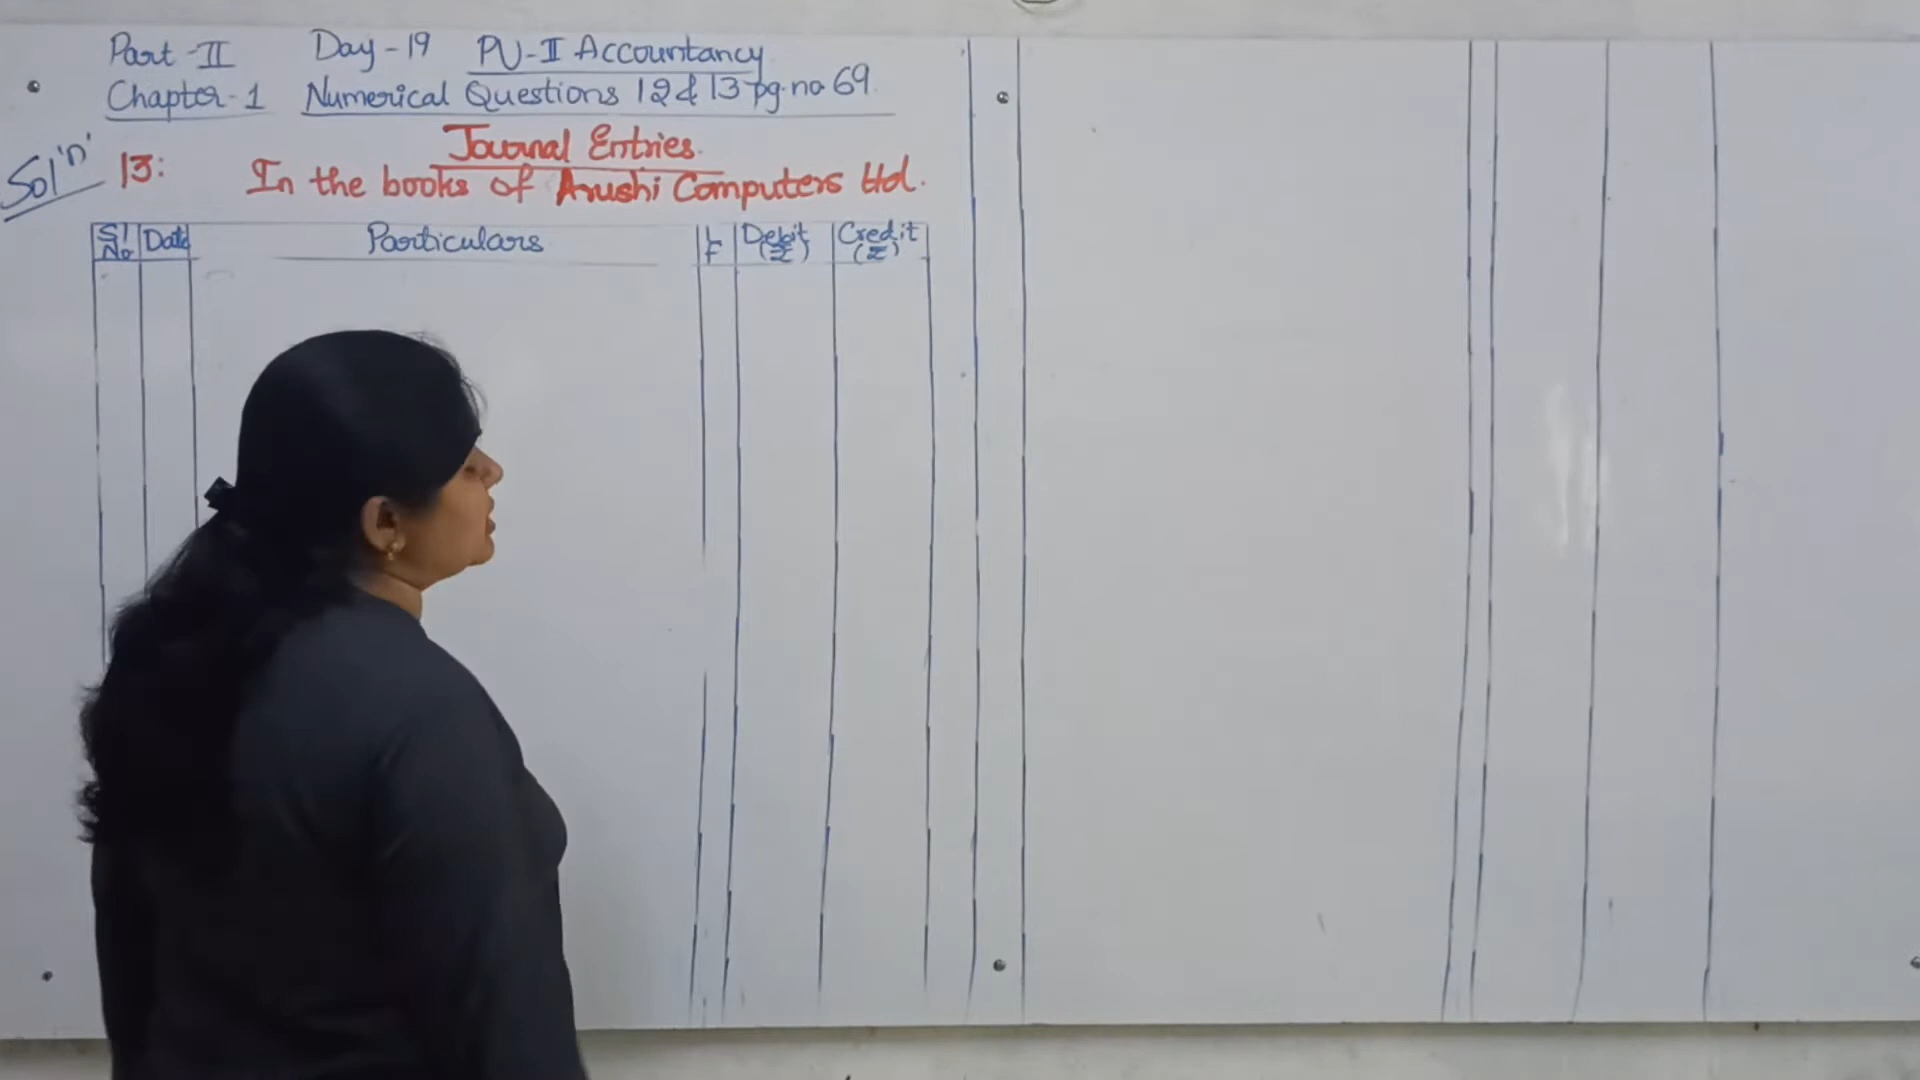 Part-II Day-19 PU-II Accountancy
Chapter-1 Numerical Questions 12 & 13 pg.no 69.
Journal Entries.
Sol'n' 13: In the books of Arushi Computers Ltd.
Sl No Date Particulars LF Debit (₹) Credit (₹)